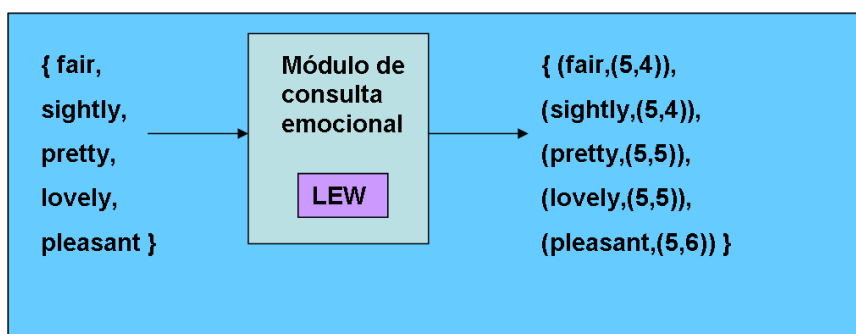 { fair,
sightly,
pretty,
lovely,
pleasant }
Módulo de
consulta
emocional
LEW
{ (fair,(5,4)),
(sightly,(5,4)),
(pretty,(5,5)),
(lovely,(5,5)),
(pleasant,(5,6)) }